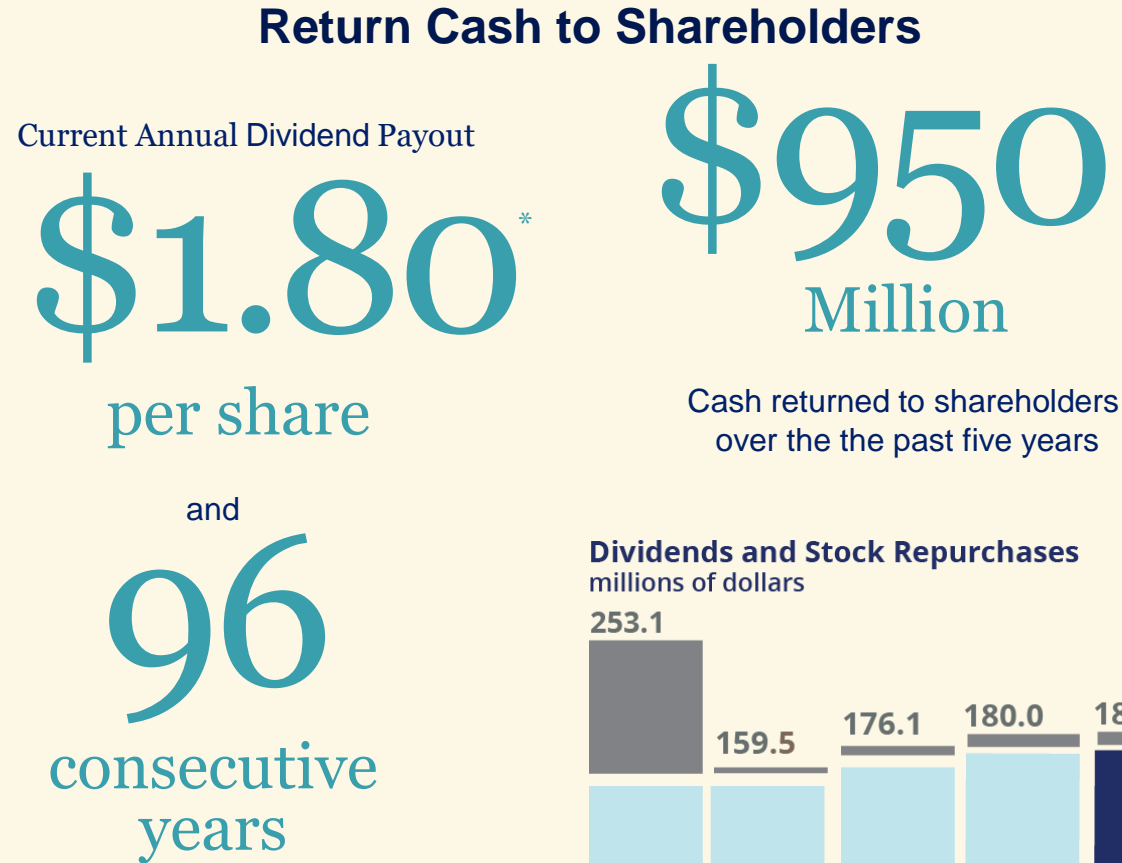 Return Cash to Shareholders
Current Annual Dividend Payout
$1.80*
per share
and
96
consecutive
years
$950
Million
Cash returned to shareholders
over the the past five years
Dividends and Stock Repurchases
millions of dollars
253.1
159.5
176.1
180.0